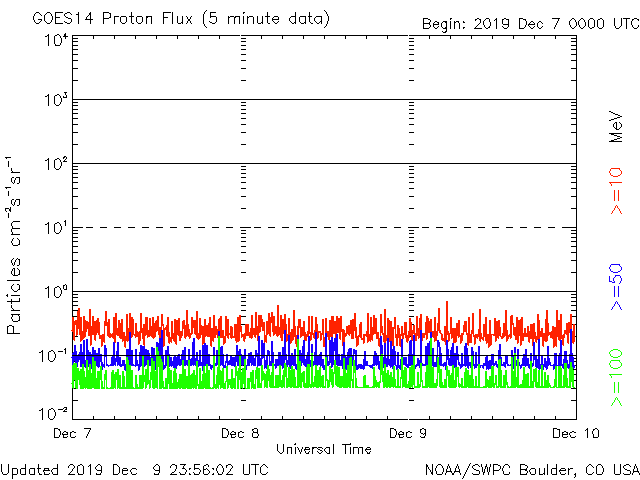 GOES14 Proton Flux (5 minute data)
Begin: 2019 Dec 7 0000 UTC
10⁴
10³
10²
10¹
10⁰
10⁻¹
10⁻²
Particles cm⁻²s⁻¹sr⁻¹
MeV
>=10
>=50
>=100
Dec 7 Dec 8 Dec 9 Dec 10
Universal Time
Updated 2019 Dec 9 23:56:02 UTC
NOAA/SWPC Boulder, CO USA